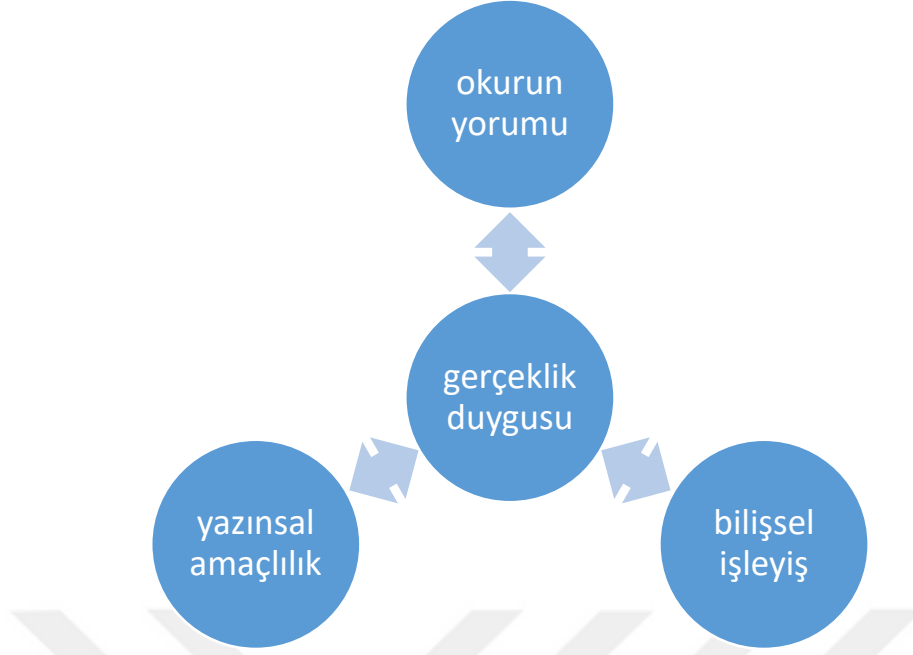 okurun
yorumu
gerçeklik
duygusu
yazınsal
amaçlılık
bilişsel
işleyiş